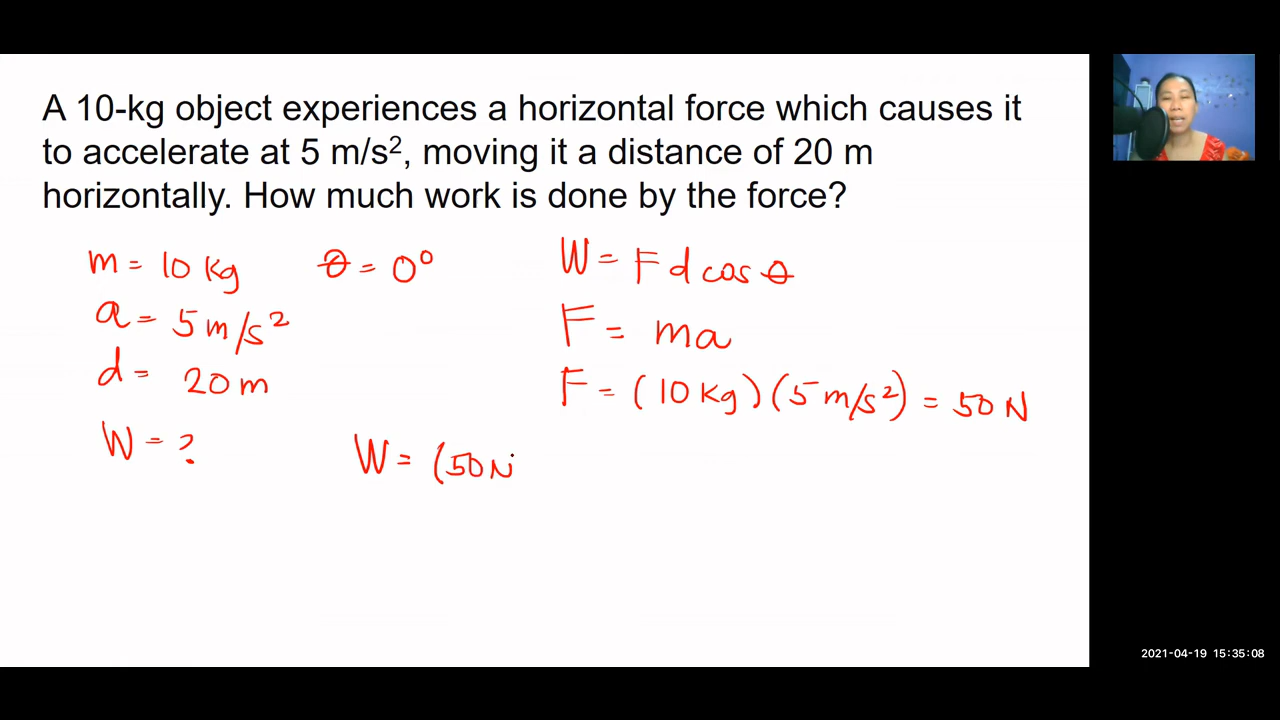 A 10-kg object experiences a horizontal force which causes it
to accelerate at 5 m/s², moving it a distance of 20 m
horizontally. How much work is done by the force?
m = 10 kg
θ = 0°
W = F d cos θ
a = 5 m/s²
F = ma
d = 20 m
F = (10 kg)(5 m/s²) = 50 N
W = ?
W = (50 N
2021-04-19 15:35:08